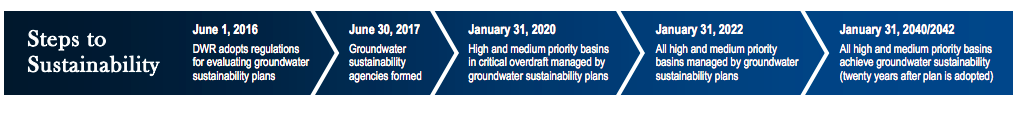 Steps to
Sustainability
June 1, 2016
DWR adopts regulations
for evaluating groundwater
sustainability plans
June 30, 2017
Groundwater
sustainability
agencies formed
January 31, 2020
High and medium priority basins
in critical overdraft managed by
groundwater sustainability plans
January 31, 2022
All high and medium priority
basins managed by groundwater
sustainability plans
January 31, 2040/2042
All high and medium priority basins
achieve groundwater sustainability
(twenty years after plan is adopted)